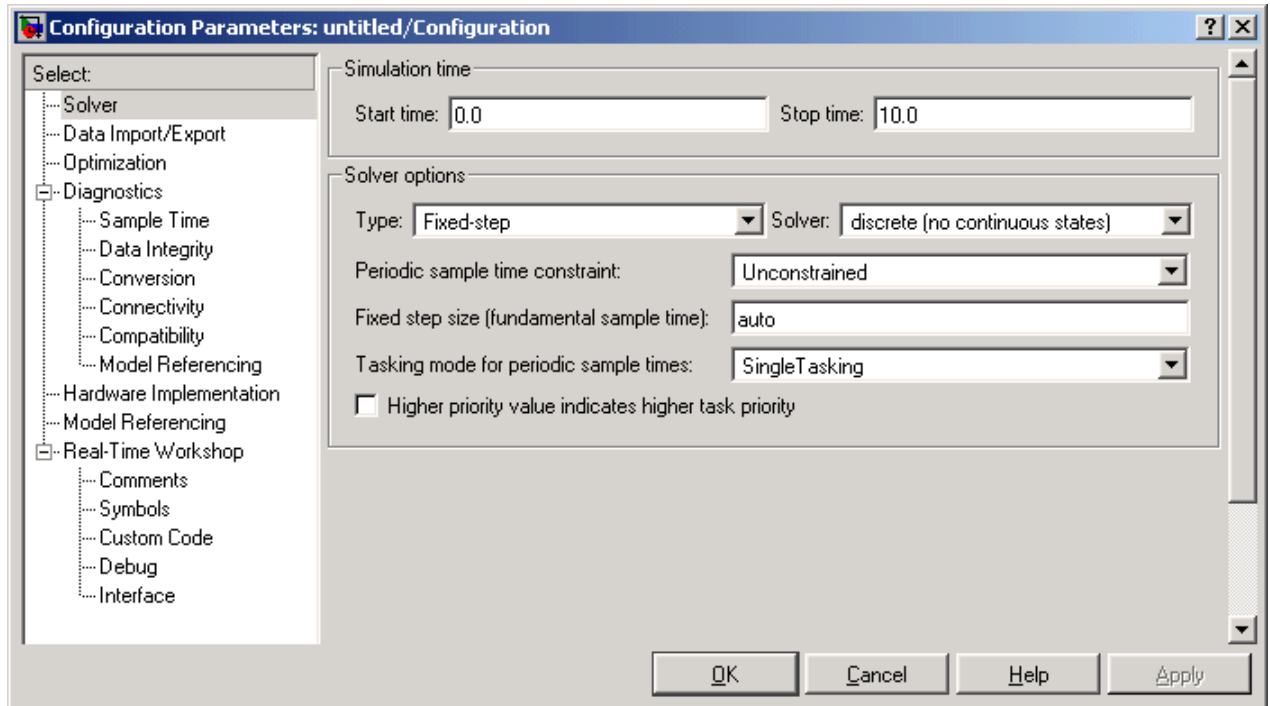 Configuration Parameters: untitled/Configuration
Select:
Solver
Data Import/Export
Optimization
Diagnostics
Sample Time
Data Integrity
Conversion
Connectivity
Compatibility
Model Referencing
Hardware Implementation
Model Referencing
Real-Time Workshop
Comments
Symbols
Custom Code
Debug
Interface
Simulation time
Start time: 0.0 Stop time: 10.0
Solver options
Type: Fixed-step Solver: discrete (no continuous states)
Periodic sample time constraint: Unconstrained
Fixed step size (fundamental sample time): auto
Tasking mode for periodic sample times: SingleTasking
Higher priority value indicates higher task priority
OK Cancel Help Apply